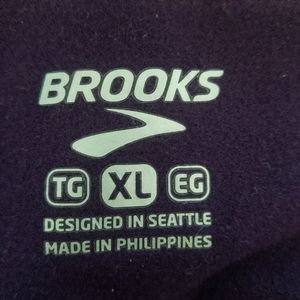 BROOKS
TG XL EG
DESIGNED IN SEATTLE
MADE IN PHILIPPINES